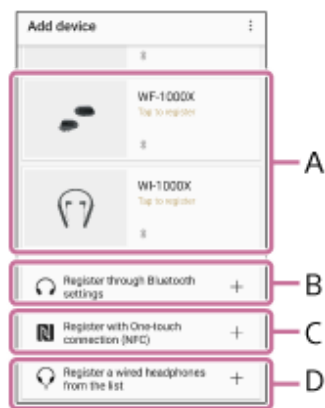 Add device
WF-1000X
Tap to register
A
WI-1000X
Tap to register
Register through Bluetooth
settings
B
Register with One-touch
connection (NFC)
C
Register a wired headphones
from the list
D